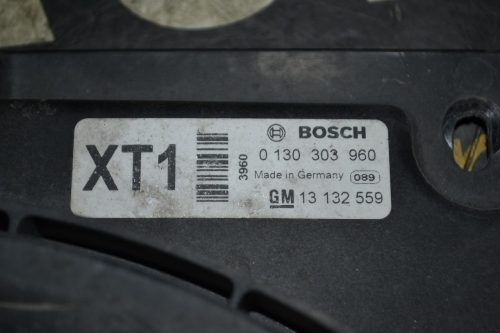 XT1
3960
BOSCH
0 130 303 960
Made in Germany 089
GM 13 132 559